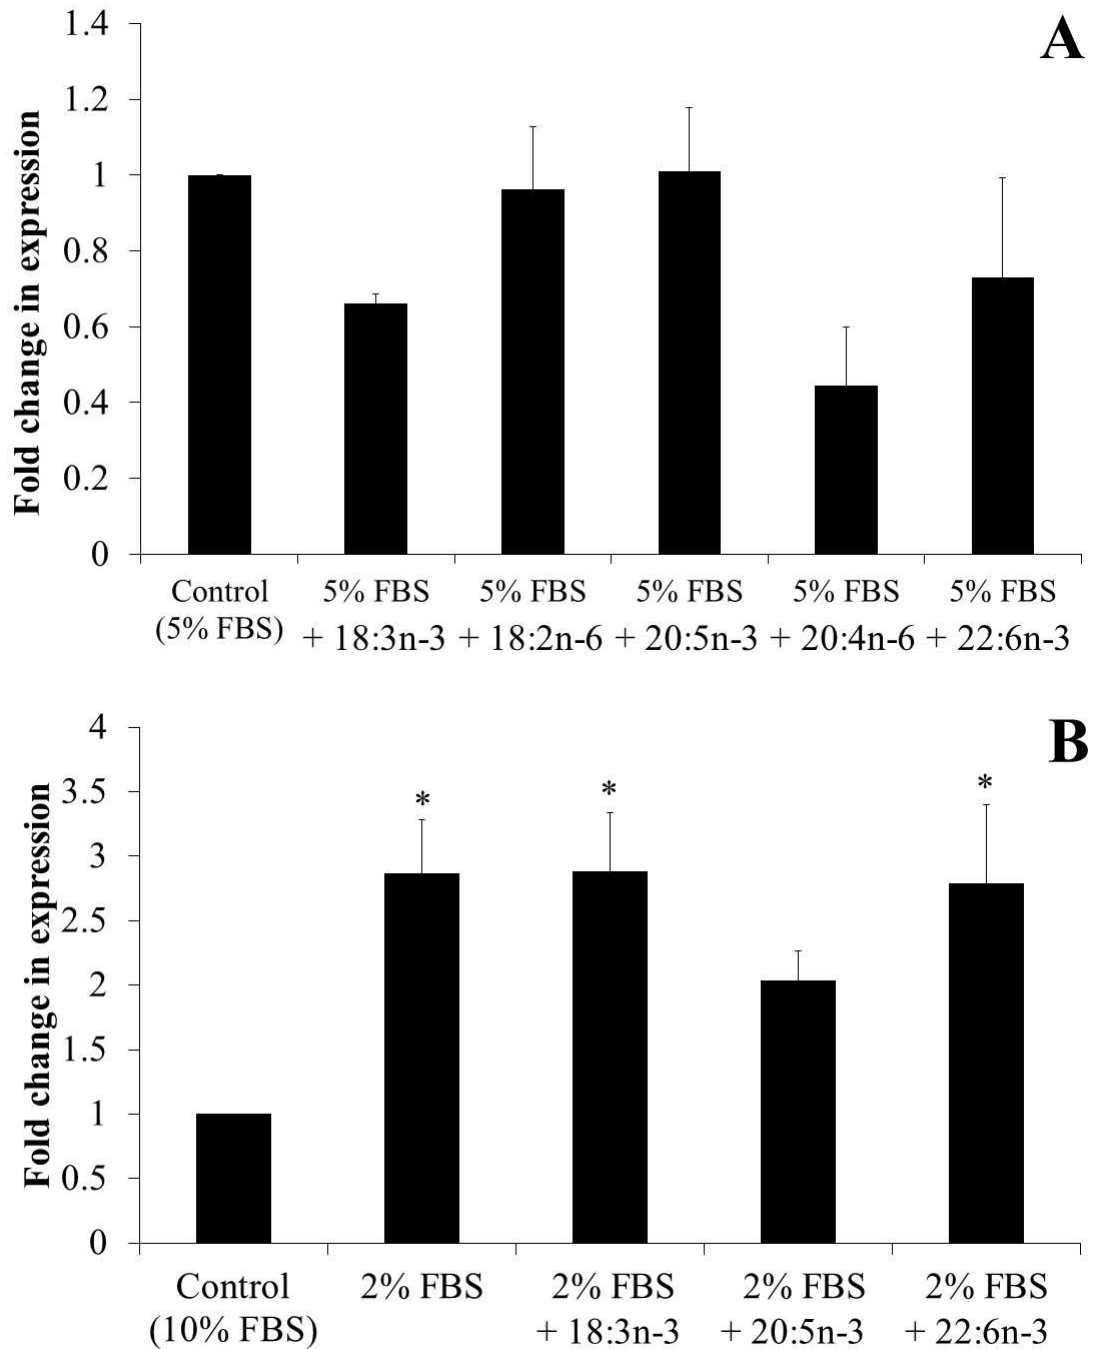 A
Fold change in expression
1.4
1.2
1
0.8
0.6
0.4
0.2
0
Control 5% FBS 5% FBS 5% FBS 5% FBS 5% FBS
(5% FBS) + 18:3n-3 + 18:2n-6 + 20:5n-3 + 20:4n-6 + 22:6n-3
B
Fold change in expression
4
3.5
3
2.5
2
1.5
1
0.5
0
* * *
Control 2% FBS 2% FBS 2% FBS 2% FBS
(10% FBS) + 18:3n-3 + 20:5n-3 + 22:6n-3